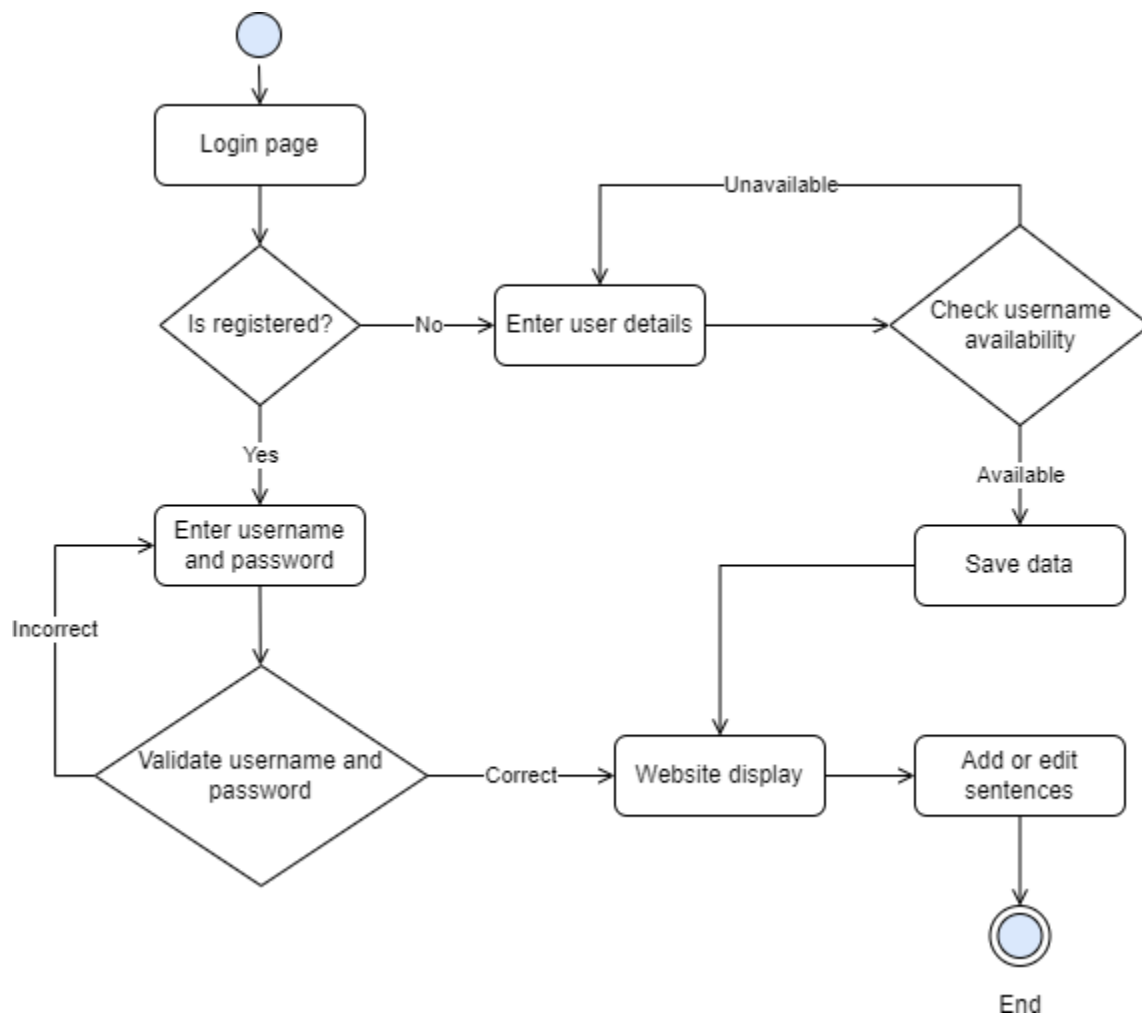 Login page
Unavailable
Is registered?
No
Enter user details
Check username
availability
Yes
Available
Enter username
and password
Save data
Incorrect
Validate username and
password
Correct
Website display
Add or edit
sentences
End